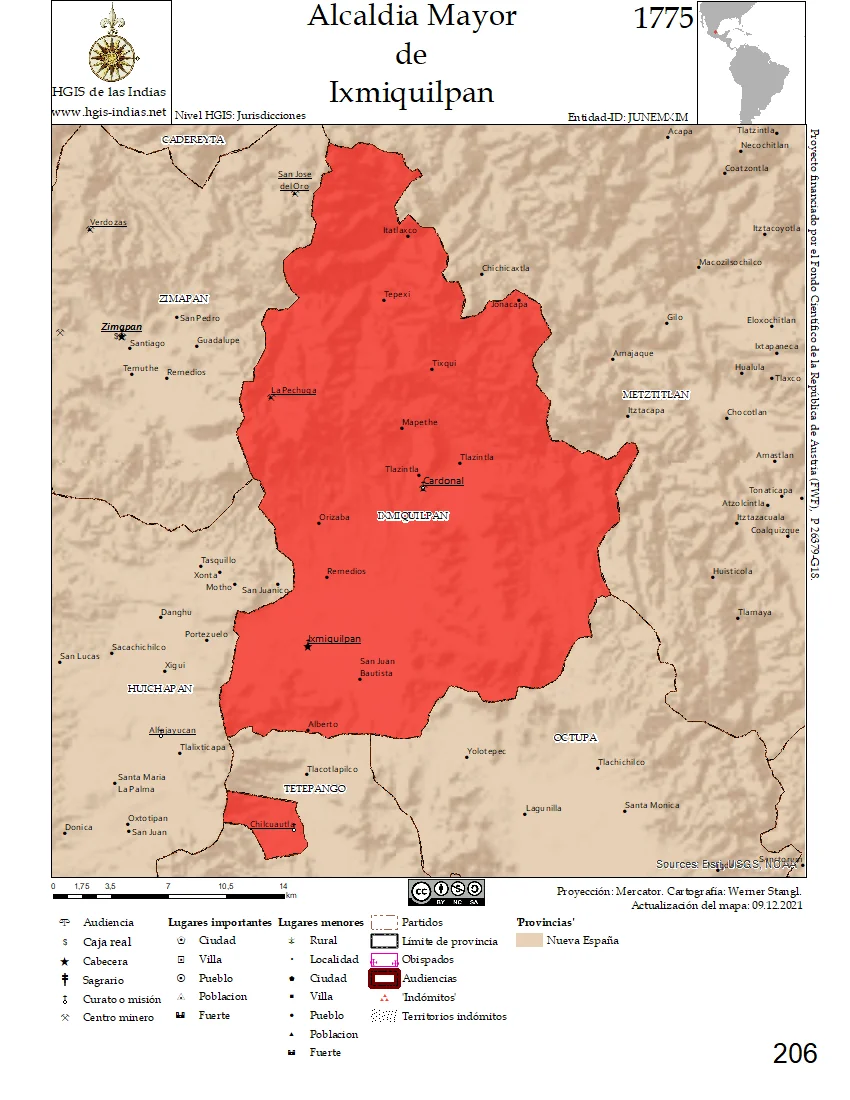 Alcaldia Mayor
de
Ixmiquilpan
1775
HGIS de las Indias
www.hgis-indias.net
Nivel HGIS: Jurisdicciones
Entidad-ID: JUNEMXIM
Proyecto financiado por el Fondo Científico de la República de Austria (FWF), P 26379-G18.
CADEREYTA
Acapa
Tlatzintla
Necochitlan
Coatzontla
San Jose
del Oro
Verdozas
Itatlaxco
Itztacoyotla
Macozilsochilco
Chichicaxtla
ZIMAPAN
Tepexi
Jonacapa
San Pedro
Gilo
Eloxochitlan
Zimapan
Santiago
Guadalupe
Ixtapaneca
Amajaque
Tixqui
Hualula
Temuthe
Remedios
Tlaxco
La Pechuga
METZTITLAN
Itztacapa
Chocotlan
Mapethe
Tlazintla
Tlazintla
Cardonal
Amastlan
Tonaticapa
Atzolcintla
Orizaba
IXMIQUILPAN
Itztazacuala
Coalquizque
Tasquillo
Xonta
Motho
San Juanico
Remedios
Huisticola
Danghu
Tlamaya
Portezuelo
Ixmiquilpan
Sacachichilco
San Lucas
Xigui
San Juan
Bautista
HUICHAPAN
Alfajayucan
Alberto
OCTUPA
Tlalixticapa
Yolotepec
Tlachichilco
Tlacotlapilco
Santa Maria
La Palma
TETEPANGO
Lagunilla
Santa Monica
Oxtotipan
San Juan
Donica
Chilcuautla
Sources: Esri, USGS, NOAA
0 1,75 3,5 7 10,5 14
km
CC BY NC SA
Proyección: Mercator. Cartografía: Werner Stangl.
Actualización del mapa: 09.12.2021
Audiencia
Caja real
Cabecera
Sagrario
Curato o misión
Centro minero
Lugares importantes
Ciudad
Villa
Pueblo
Poblacion
Fuerte
Lugares menores
Rural
Localidad
Ciudad
Villa
Pueblo
Poblacion
Fuerte
Partidos
Límite de provincia
Obispados
Audiencias
'Indómitos'
Territorios indómitos
'Provincias'
Nueva España
206